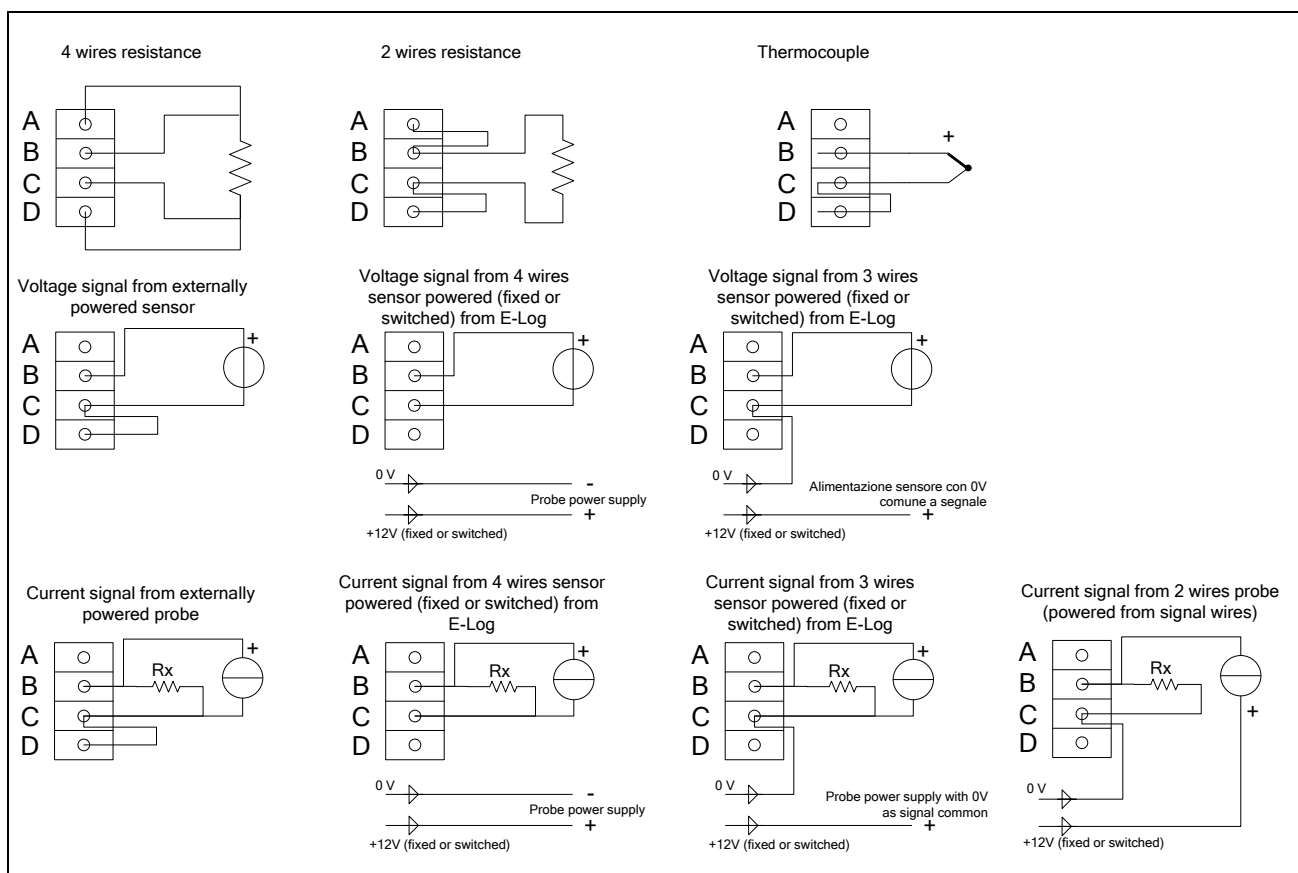 4 wires resistance
2 wires resistance
Thermocouple
A
B
C
D
A
B
C
D
A
B
C
D
+
Voltage signal from externally
powered sensor
A
B
C
D
+
Voltage signal from 4 wires
sensor powered (fixed or
switched) from E-Log
A
B
C
D
+
0 V
-
Probe power supply
+
+12V (fixed or switched)
Voltage signal from 3 wires
sensor powered (fixed or
switched) from E-Log
A
B
C
D
+
0 V
Alimentazione sensore con 0V
comune a segnale
+
+12V (fixed or switched)
Current signal from externally
powered probe
A
B
C
D
Rx
+
Current signal from 4 wires sensor
powered (fixed or switched) from
E-Log
A
B
C
D
Rx
+
0 V
-
Probe power supply
+
+12V (fixed or switched)
Current signal from 3 wires
sensor powered (fixed or
switched) from E-Log
A
B
C
D
Rx
+
0 V
Probe power supply with 0V
as signal common
+
+12V (fixed or switched)
Current signal from 2 wires probe
(powered from signal wires)
A
B
C
D
Rx
+
0 V
+12V (fixed or switched)